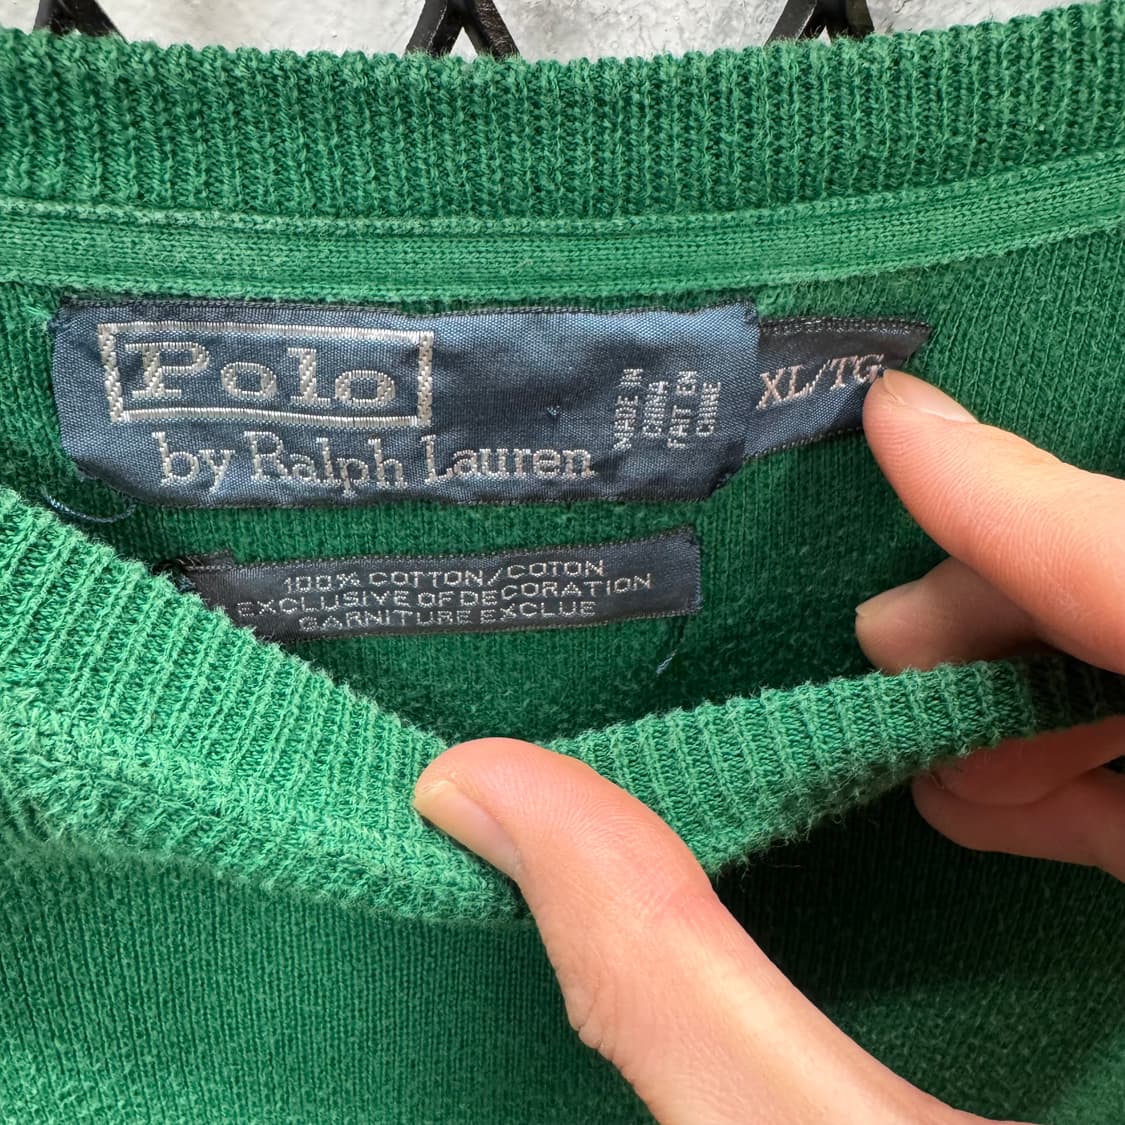 Polo
by Ralph Lauren
MADE IN
CHINA
FAIT EN
CHINE
XL/TG
100% COTTON/COTON
EXCLUSIVE OF DECORATION
GARNITURE EXCLUE